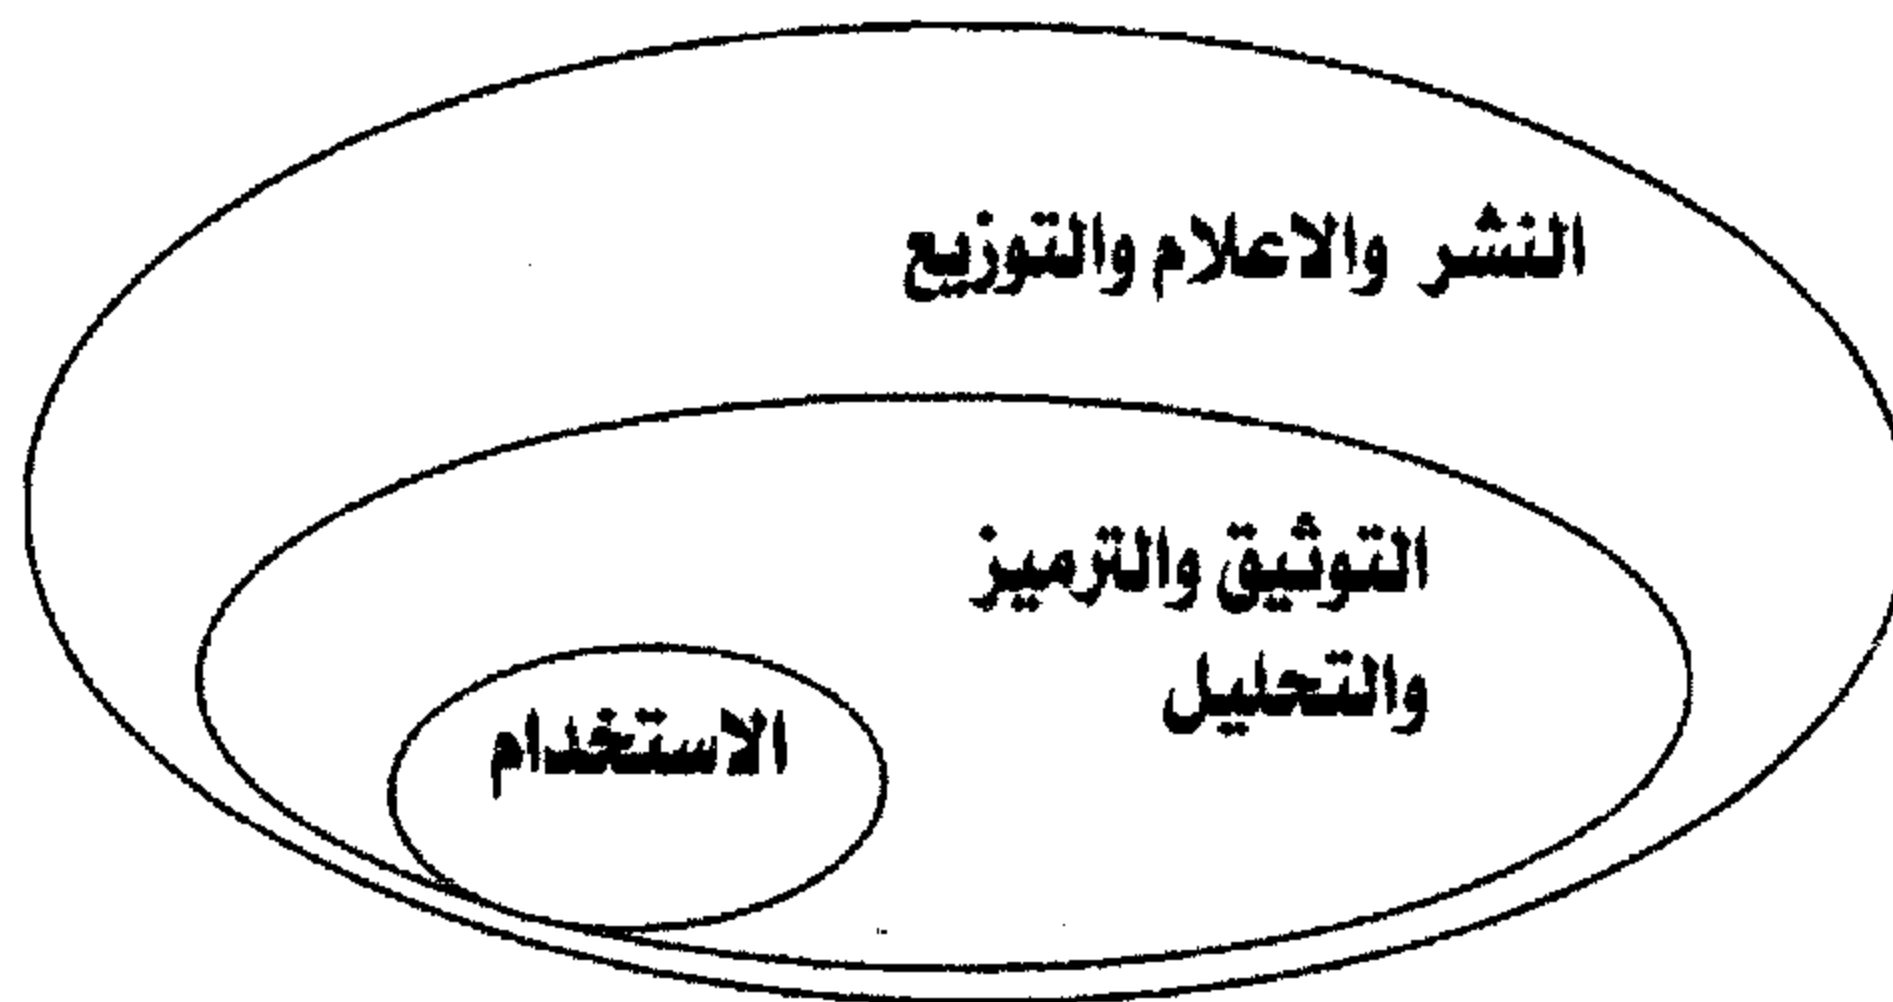 النشر والاعلام والتوزيع
التوثيق والترميز
والتحليل
الاستخدام